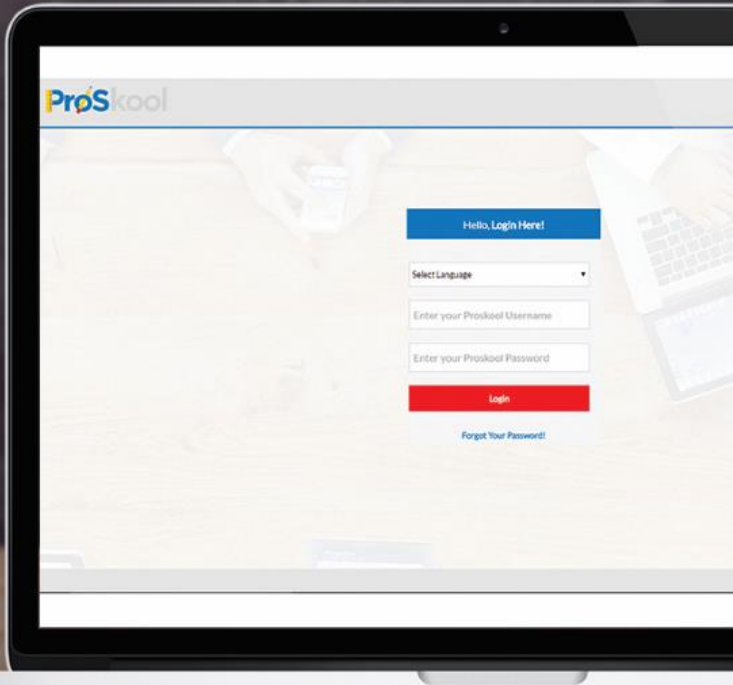 ProSkool
Hello, Login Here!
Select Language
Enter your Proskool Username
Enter your Proskool Password
Login
Forgot Your Password!